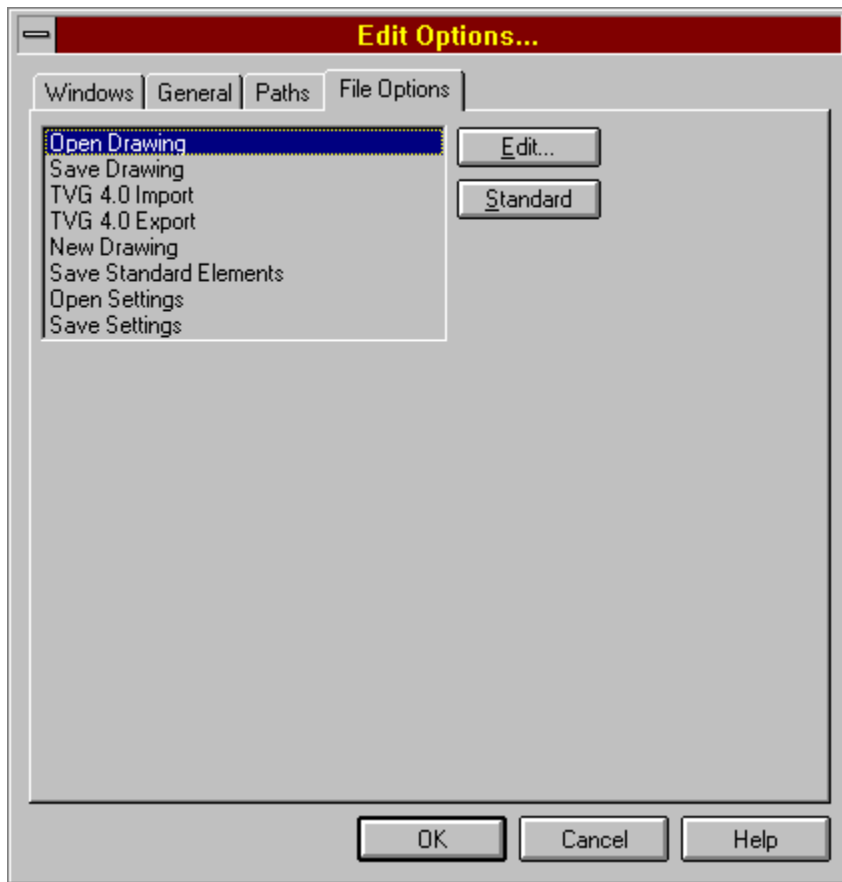 Edit Options...
Windows General Paths File Options
Open Drawing
Save Drawing
TVG 4.0 Import
TVG 4.0 Export
New Drawing
Save Standard Elements
Open Settings
Save Settings
Edit...
Standard
OK Cancel Help